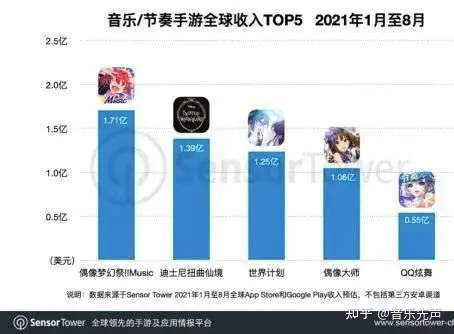 音乐/节奏手游全球收入TOP5 2021年1月至8月
2.5亿
2.0亿
1.5亿
1.0亿
0.5亿
(美元)
1.71亿
1.39亿
1.25亿
1.06亿
0.55亿
MUSIC
SensorTower
偶像梦幻祭!!Music 迪士尼扭曲仙境 世界计划 偶像大师 QQ炫舞
说明：数据来源于Sensor Tower 2021年1月至8月全球App Store和Google Play收入预估，不包括第三方安卓渠道
SensorTower 全球领先的手游及应用情报平台
知乎 @音乐先声